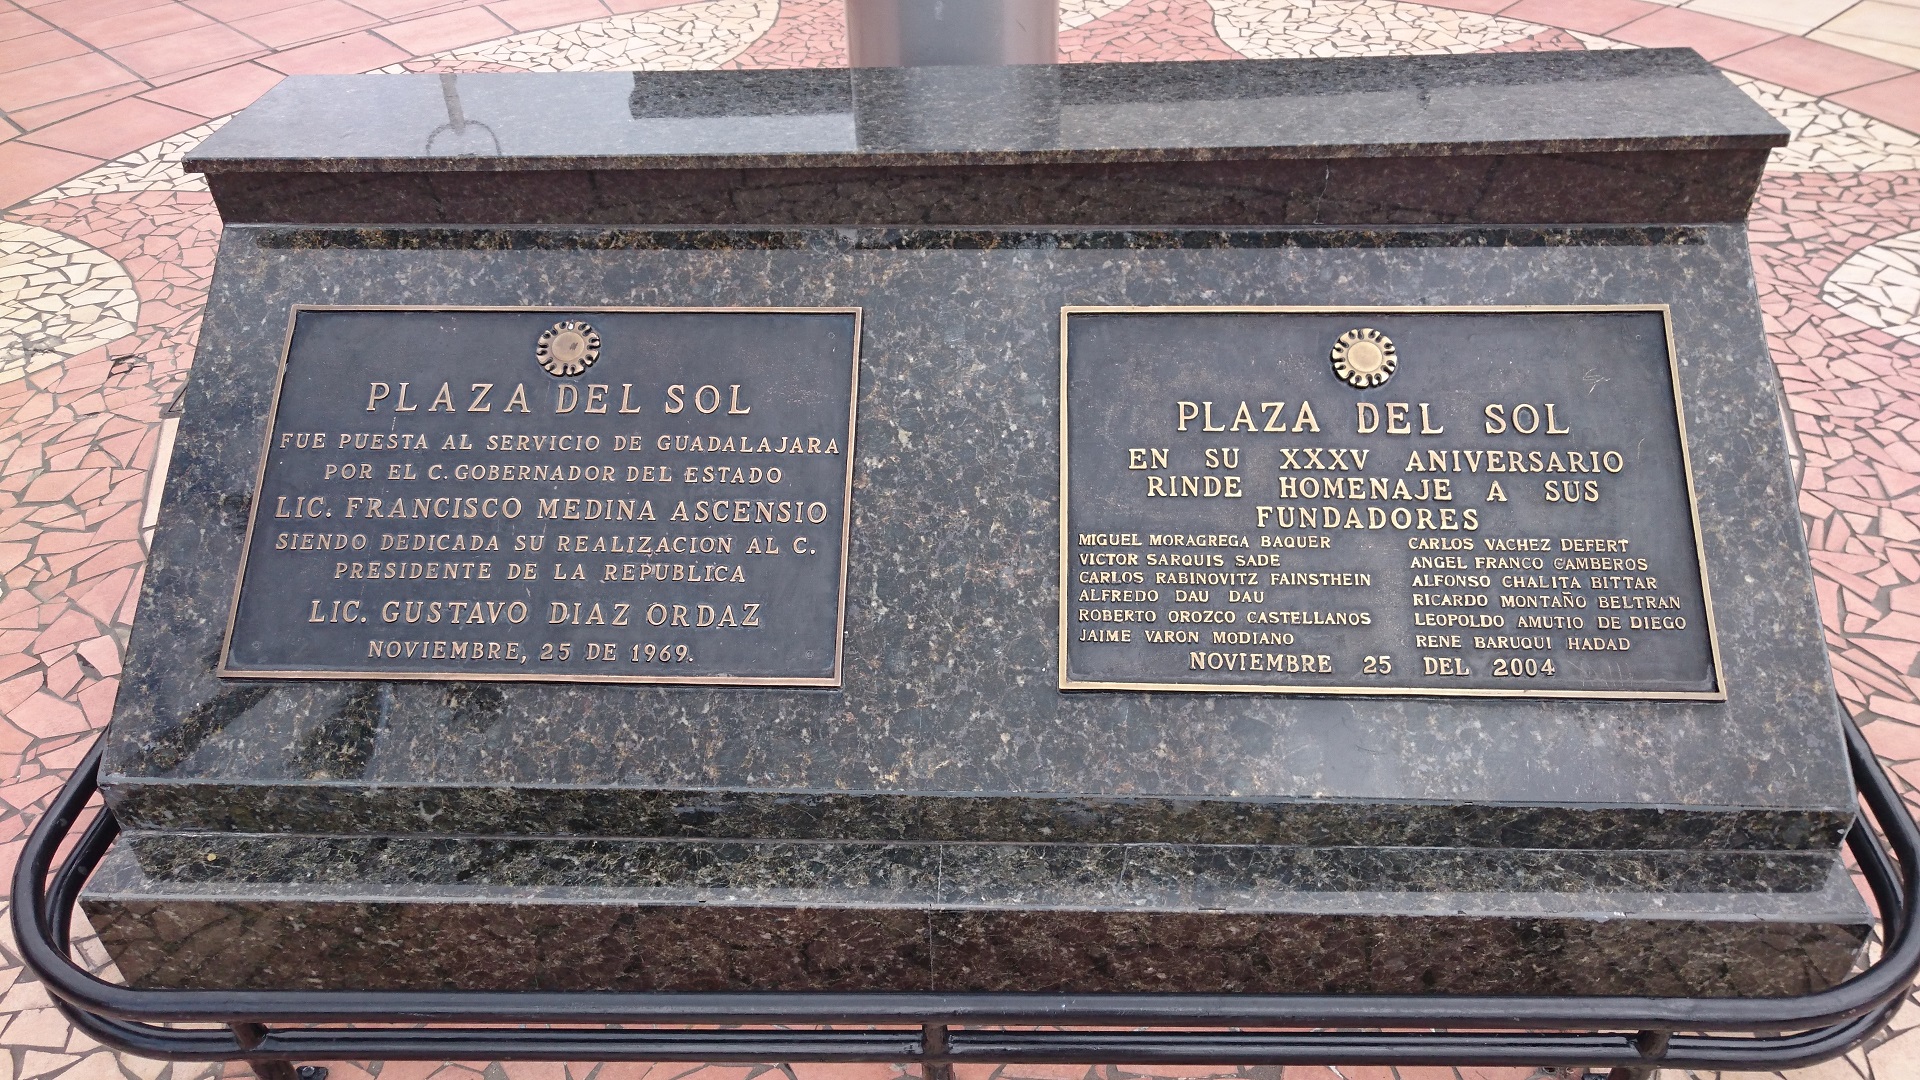 PLAZA DEL SOL
FUE PUESTA AL SERVICIO DE GUADALAJARA
POR EL C. GOBERNADOR DEL ESTADO
LIC. FRANCISCO MEDINA ASCENSIO
SIENDO DEDICADA SU REALIZACION AL C.
PRESIDENTE DE LA REPUBLICA
LIC. GUSTAVO DIAZ ORDAZ
NOVIEMBRE, 25 DE 1969.
PLAZA DEL SOL
EN SU XXXV ANIVERSARIO
RINDE HOMENAJE A SUS
FUNDADORES
MIGUEL MORAGREGA BAQUER
VICTOR SARQUIS SADE
CARLOS RABINOVITZ FAINSTHEIN
ALFREDO DAU DAU
ROBERTO OROZCO CASTELLANOS
JAIME VARON MODIANO
CARLOS VACHEZ DEFERT
ANGEL FRANCO GAMBEROS
ALFONSO CHALITA BITTAR
RICARDO MONTAÑO BELTRAN
LEOPOLDO AMUTIO DE DIEGO
RENE BARUQUI HADAD
NOVIEMBRE 25 DEL 2004